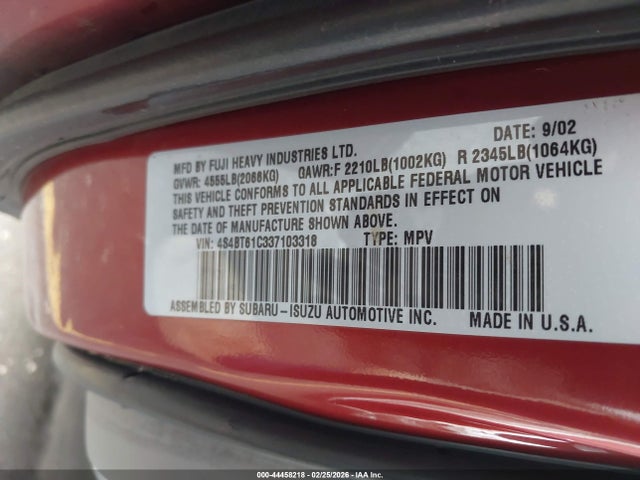 DATE: 9/02
MFD BY FUJI HEAVY INDUSTRIES LTD.
GVWR: 4555LB(2066KG) GAWR:F 2210LB(1002KG) R 2345LB(1064KG)
THIS VEHICLE CONFORMS TO ALL APPLICABLE FEDERAL MOTOR VEHICLE
SAFETY AND THEFT PREVENTION STANDARDS IN EFFECT ON
THE DATE OF MANUFACTURE SHOWN ABOVE.
VIN: 4S4BT61C337103318 TYPE: MPV
ASSEMBLED BY SUBARU-ISUZU AUTOMOTIVE INC. MADE IN U.S.A.
000-44458218 - 02/25/2026 - IAA Inc.